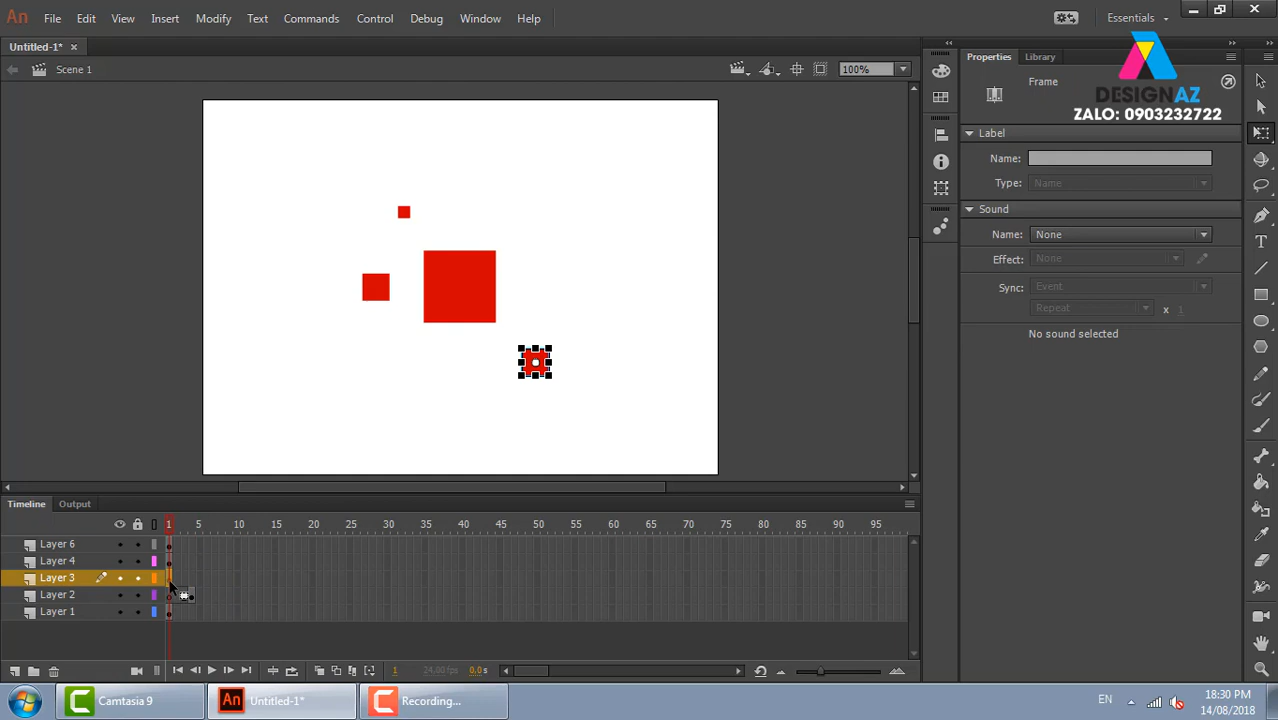 An File Edit View Insert Modify Text Commands Control Debug Window Help Essentials
Untitled-1*
Scene 1 100%
Properties Library
Frame
DESIGNAZ
ZALO: 0903232722
Label
Name:
Type: Name
Sound
Name: None
Effect: None
Sync: Event
Repeat x 1
No sound selected
Timeline Output
1 5 10 15 20 25 30 35 40 45 50 55 60 65 70 75 80 85 90 95
Layer 6
Layer 4
Layer 3
Layer 2
Layer 1
1 24.00 fps 0.0 s
Camtasia 9 An Untitled-1* Recording... EN 18:30 PM
14/08/2018